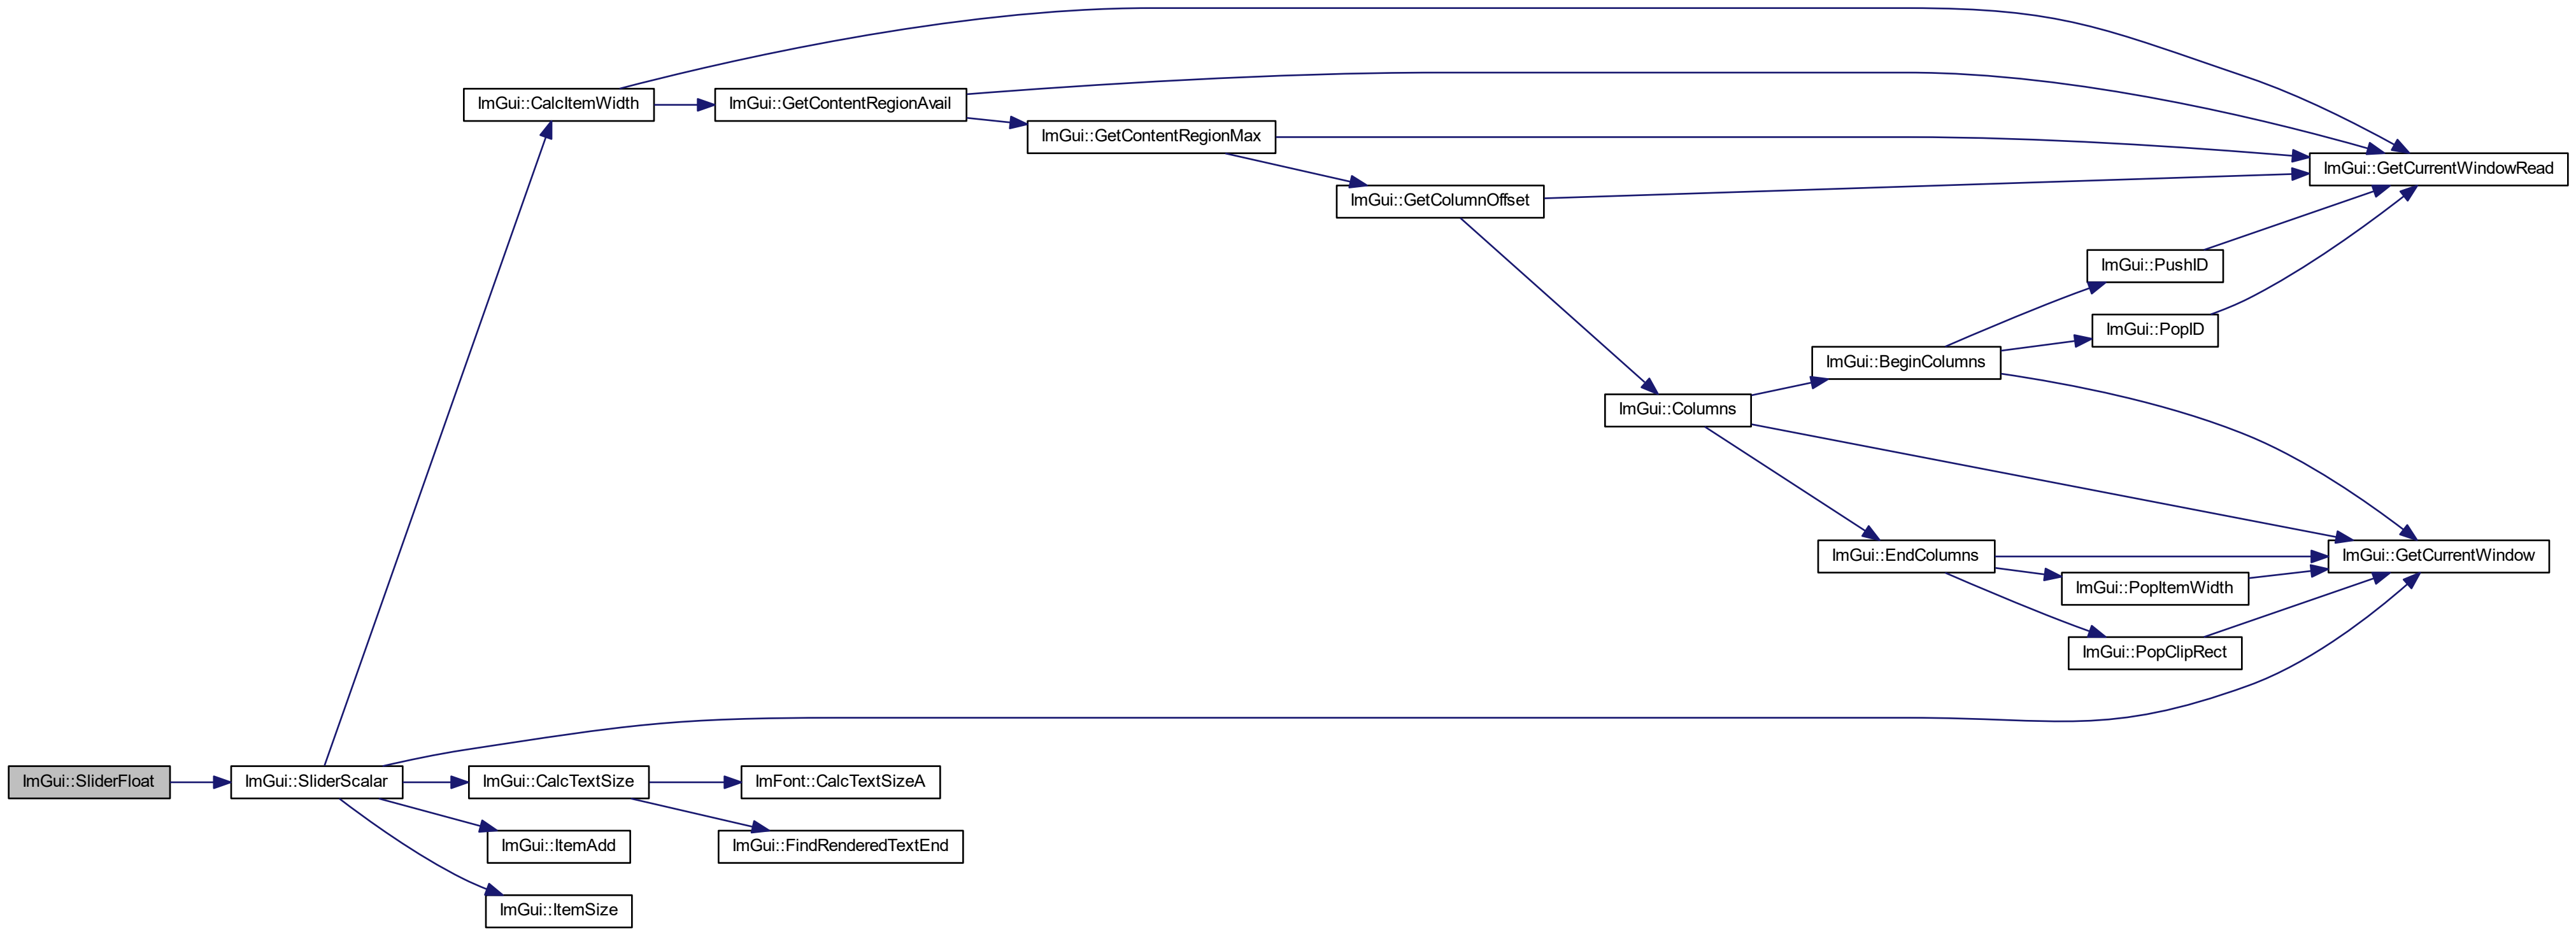 ImGui::CalcItemWidth
ImGui::GetContentRegionAvail
ImGui::GetContentRegionMax
ImGui::GetCurrentWindowRead
ImGui::GetColumnOffset
ImGui::PushID
ImGui::PopID
ImGui::BeginColumns
ImGui::Columns
ImGui::EndColumns
ImGui::GetCurrentWindow
ImGui::PopItemWidth
ImGui::PopClipRect
ImGui::SliderFloat
ImGui::SliderScalar
ImGui::CalcTextSize
ImFont::CalcTextSizeA
ImGui::ItemAdd
ImGui::FindRenderedTextEnd
ImGui::ItemSize